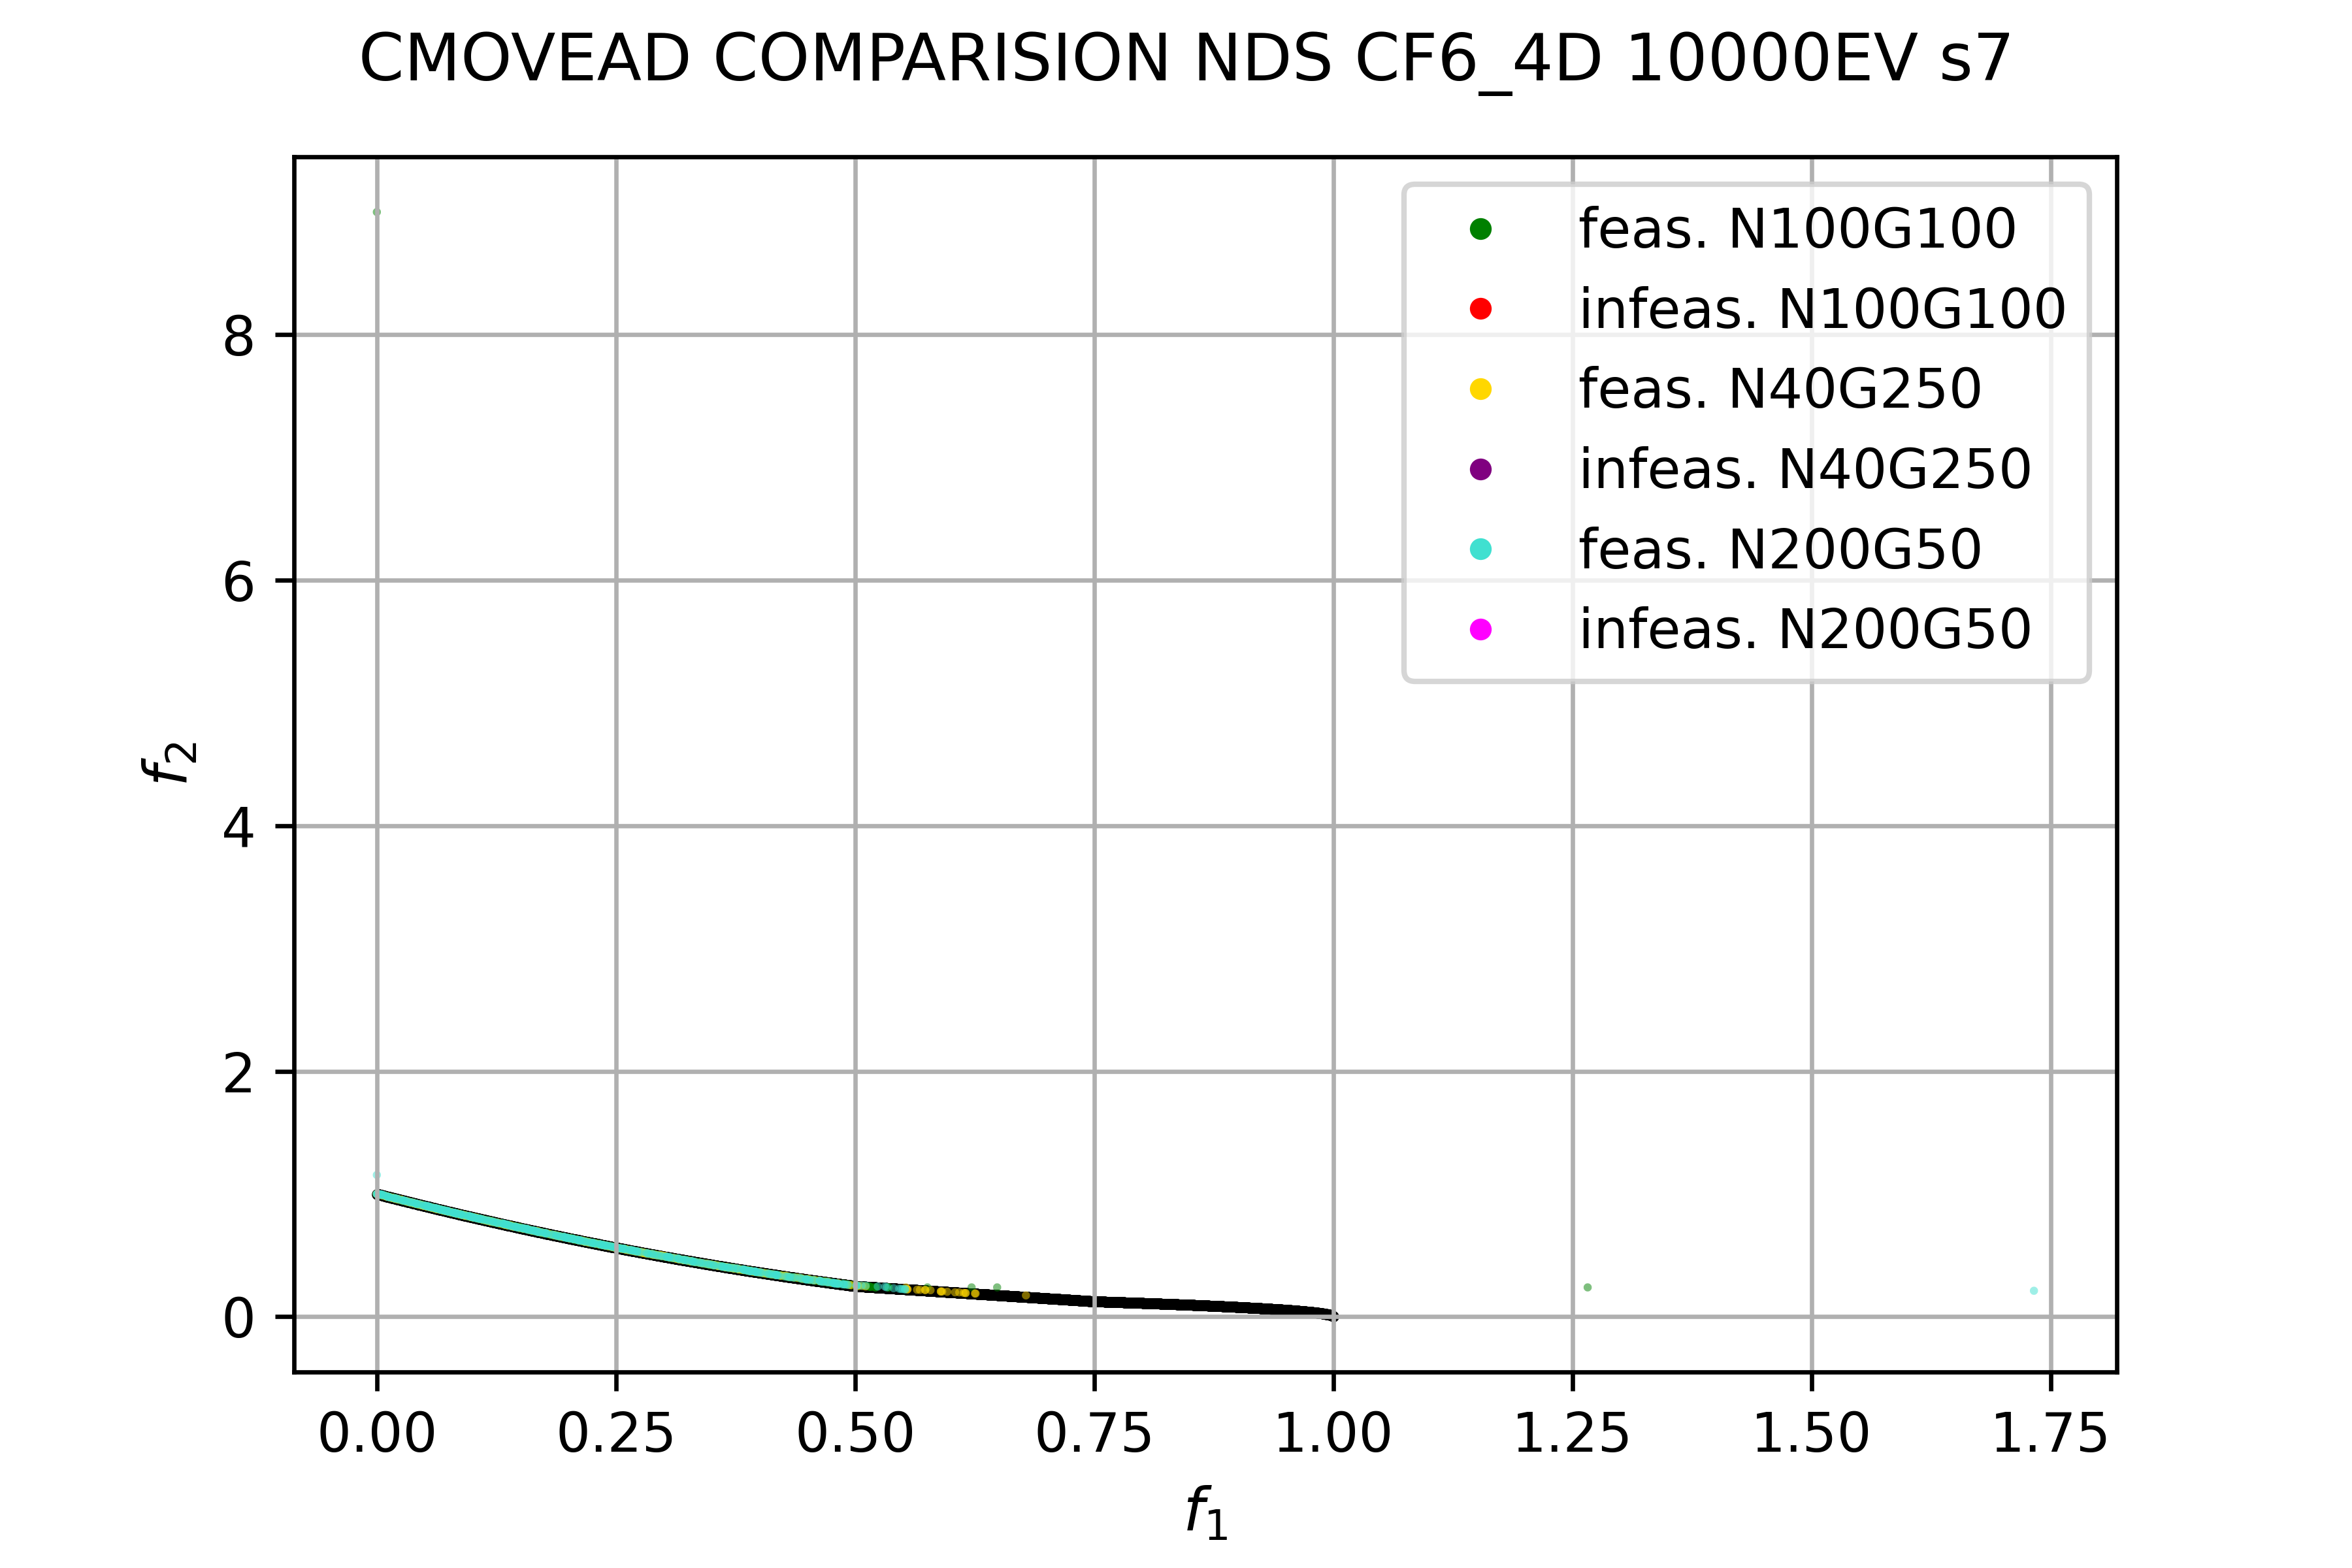 CMOVEAD COMPARISION NDS CF6_4D 10000EV s7
feas. N100G100
infeas. N100G100
feas. N40G250
infeas. N40G250
feas. N200G50
infeas. N200G50
8
6
4
2
0
f2
0.00 0.25 0.50 0.75 1.00 1.25 1.50 1.75
f1